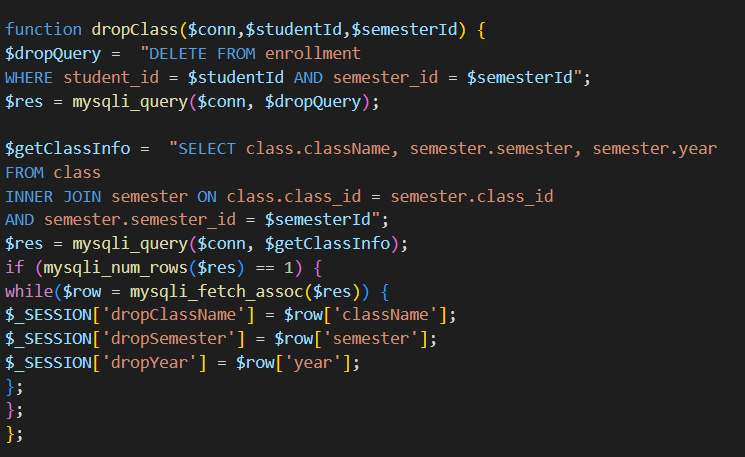 function dropClass($conn,$studentId,$semesterId) {
$dropQuery =  "DELETE FROM enrollment
WHERE student_id = $studentId AND semester_id = $semesterId";
$res = mysqli_query($conn, $dropQuery);
$getClassInfo =  "SELECT class.className, semester.semester, semester.year
FROM class
INNER JOIN semester ON class.class_id = semester.class_id
AND semester.semester_id = $semesterId";
$res = mysqli_query($conn, $getClassInfo);
if (mysqli_num_rows($res) == 1) {
while($row = mysqli_fetch_assoc($res)) {
$_SESSION['dropClassName'] = $row['className'];
$_SESSION['dropSemester'] = $row['semester'];
$_SESSION['dropYear'] = $row['year'];
};
};
};